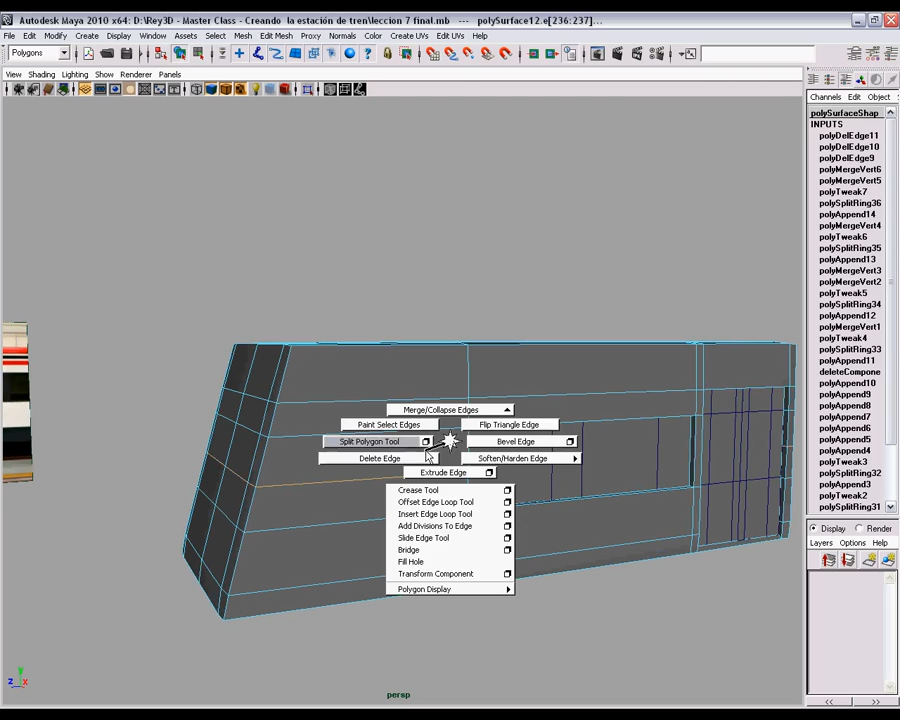 Autodesk Maya 2010 x64: D:\Rey3D - Master Class - Creando la estación de tren\leccion 7 final.mb --- polySurface12.e[236:237]...
File Edit Modify Create Display Window Assets Select Mesh Edit Mesh Proxy Normals Color Create UVs Edit UVs Help
Polygons
View Shading Lighting Show Renderer Panels
Channels Edit Object
polySurfaceShap
INPUTS
polyDelEdge11
polyDelEdge10
polyDelEdge9
polyMergeVert6
polyMergeVert5
polyTweak7
polySplitRing36
polyAppend14
polyMergeVert4
polyTweak6
polySplitRing35
polyAppend13
polyMergeVert3
polyMergeVert2
polyTweak5
polySplitRing34
polyAppend12
polyMergeVert1
polyTweak4
polySplitRing33
polyAppend11
deleteCompone
polyAppend10
polyAppend9
polyAppend8
polyAppend7
polyAppend6
polyAppend5
polyAppend4
polyTweak3
polySplitRing32
polyAppend3
polyTweak2
polySplitRing31
Merge/Collapse Edges
Paint Select Edges Flip Triangle Edge
Split Polygon Tool Bevel Edge
Delete Edge Soften/Harden Edge
Extrude Edge
Crease Tool
Offset Edge Loop Tool
Insert Edge Loop Tool
Add Divisions To Edge
Slide Edge Tool
Bridge
Fill Hole
Transform Component
Polygon Display
Display Render
Layers Options Help
y
z x
persp
<< >>